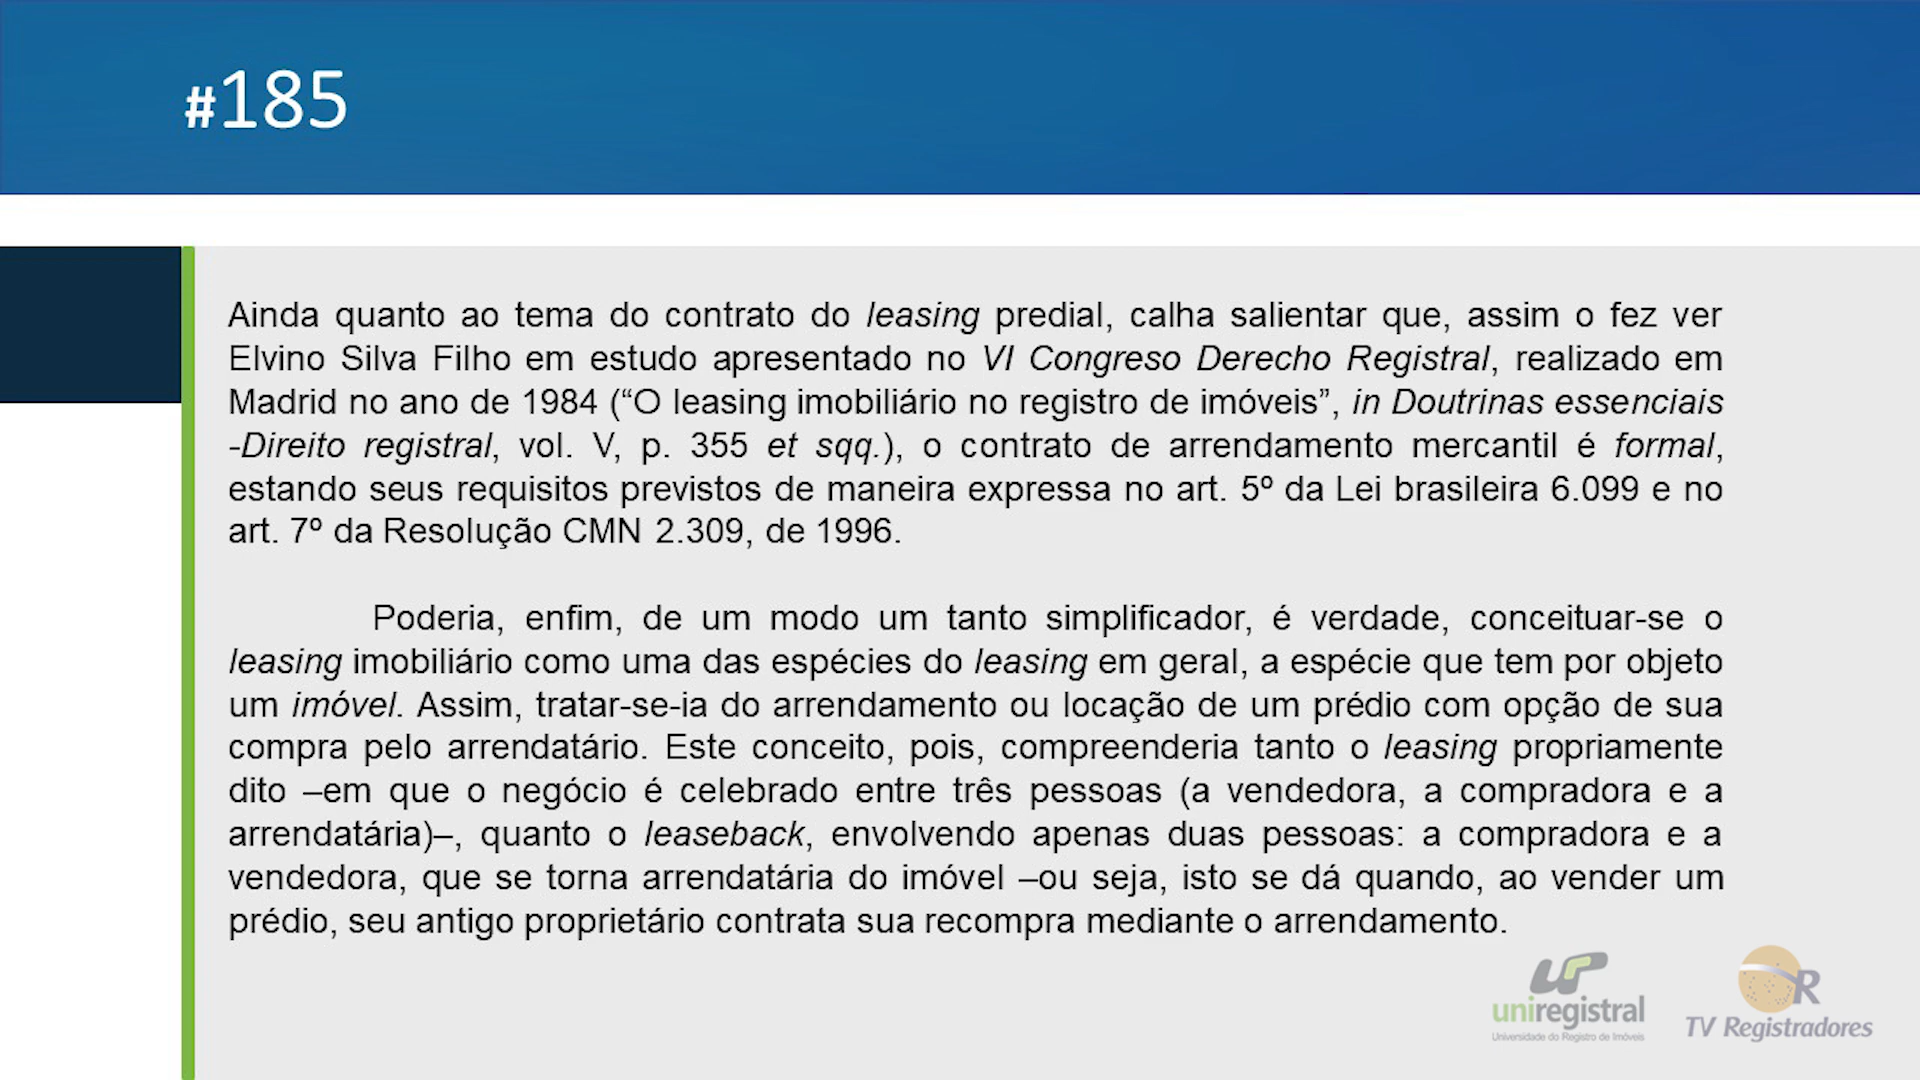 #185
Ainda quanto ao tema do contrato do leasing predial, calha salientar que, assim o fez ver
Elvino Silva Filho em estudo apresentado no VI Congreso Derecho Registral, realizado em
Madrid no ano de 1984 (“O leasing imobiliário no registro de imóveis”, in Doutrinas essenciais
-Direito registral, vol. V, p. 355 et sqq.), o contrato de arrendamento mercantil é formal,
estando seus requisitos previstos de maneira expressa no art. 5º da Lei brasileira 6.099 e no
art. 7º da Resolução CMN 2.309, de 1996.
Poderia, enfim, de um modo um tanto simplificador, é verdade, conceituar-se o
leasing imobiliário como uma das espécies do leasing em geral, a espécie que tem por objeto
um imóvel. Assim, tratar-se-ia do arrendamento ou locação de um prédio com opção de sua
compra pelo arrendatário. Este conceito, pois, compreenderia tanto o leasing propriamente
dito –em que o negócio é celebrado entre três pessoas (a vendedora, a compradora e a
arrendatária)–, quanto o leaseback, envolvendo apenas duas pessoas: a compradora e a
vendedora, que se torna arrendatária do imóvel –ou seja, isto se dá quando, ao vender um
prédio, seu antigo proprietário contrata sua recompra mediante o arrendamento.
uniregistral
Universidade do Registro de Imóveis
R
TV Registradores